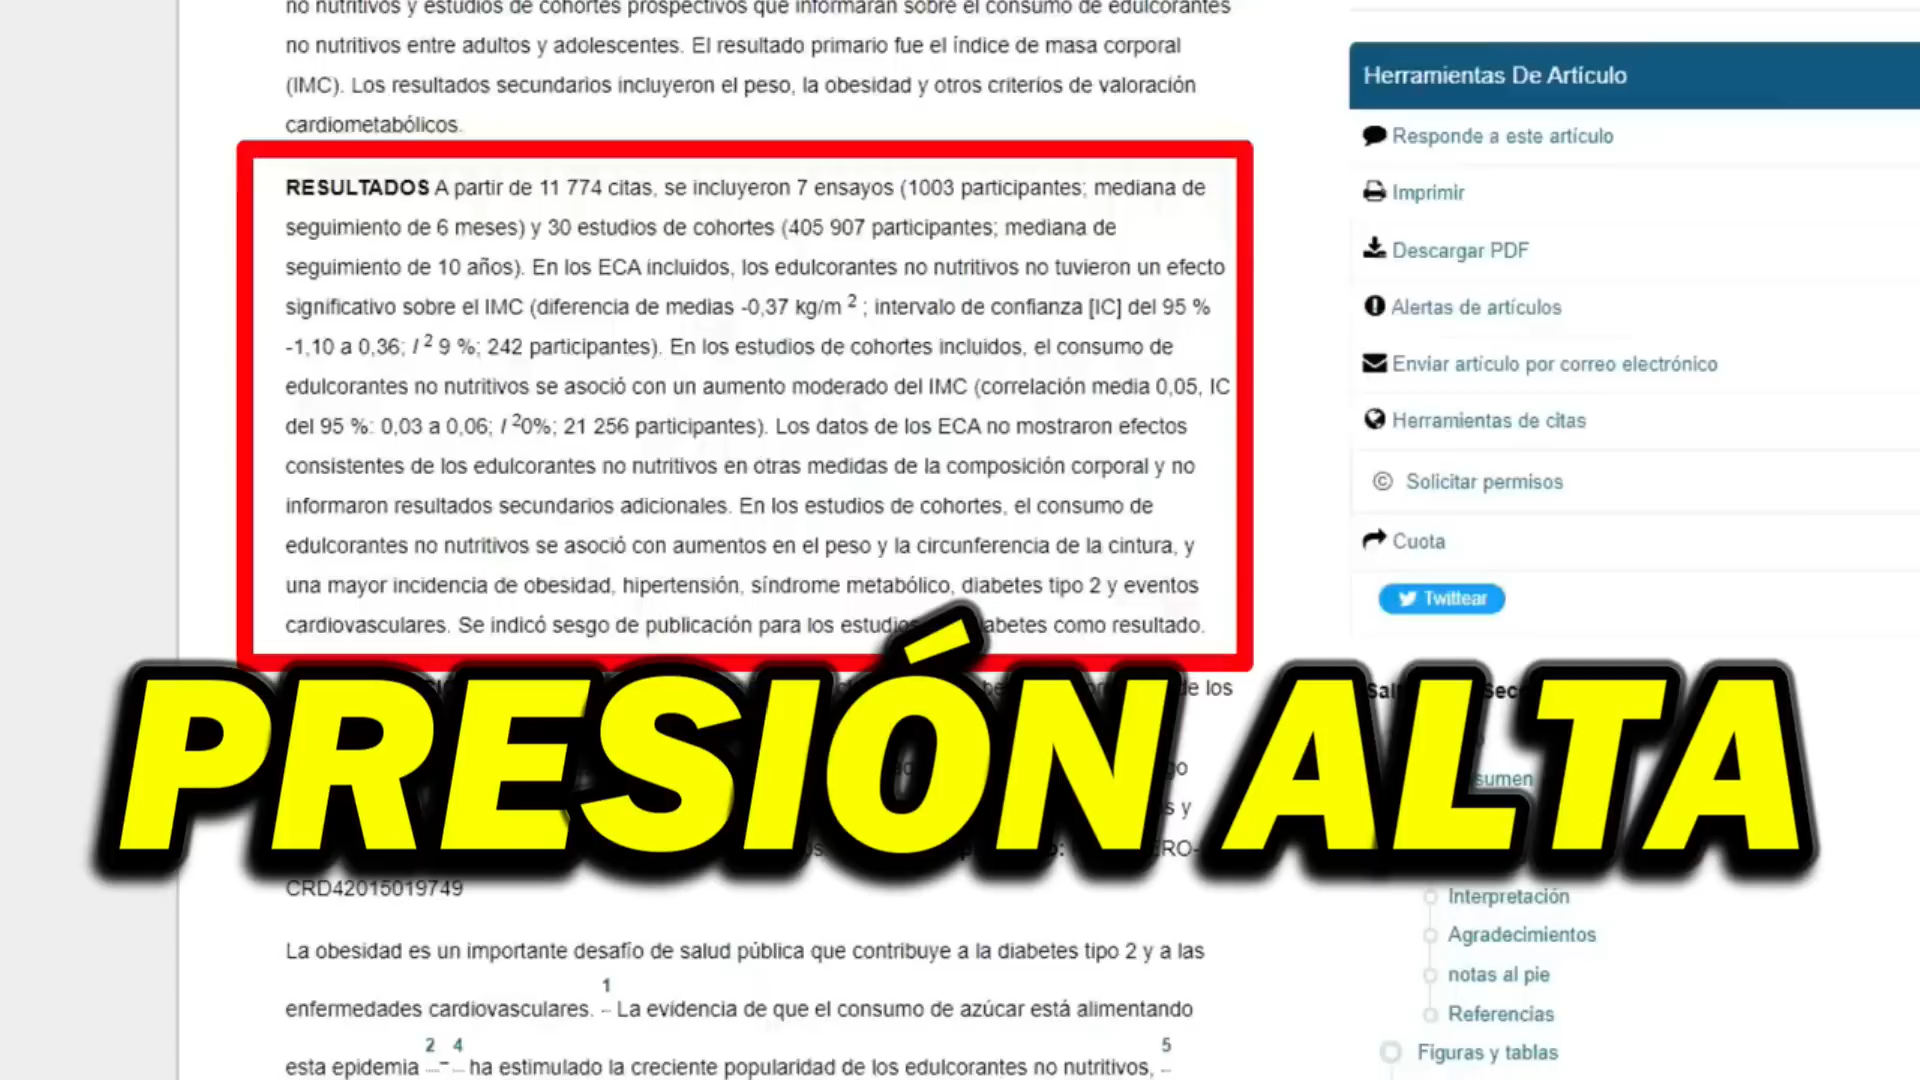 no nutritivos y estudios de cohortes prospectivos que informaran sobre el consumo de edulcorantes
no nutritivos entre adultos y adolescentes. El resultado primario fue el índice de masa corporal
(IMC). Los resultados secundarios incluyeron el peso, la obesidad y otros criterios de valoración
cardiometabólicos.
RESULTADOS A partir de 11 774 citas, se incluyeron 7 ensayos (1003 participantes; mediana de
seguimiento de 6 meses) y 30 estudios de cohortes (405 907 participantes; mediana de
seguimiento de 10 años). En los ECA incluidos, los edulcorantes no nutritivos no tuvieron un efecto
significativo sobre el IMC (diferencia de medias -0,37 kg/m 2 ; intervalo de confianza [IC] del 95 %
-1,10 a 0,36; I 2 9 %; 242 participantes). En los estudios de cohortes incluidos, el consumo de
edulcorantes no nutritivos se asoció con un aumento moderado del IMC (correlación media 0,05, IC
del 95 %: 0,03 a 0,06; I 2 0%; 21 256 participantes). Los datos de los ECA no mostraron efectos
consistentes de los edulcorantes no nutritivos en otras medidas de la composición corporal y no
informaron resultados secundarios adicionales. En los estudios de cohortes, el consumo de
edulcorantes no nutritivos se asoció con aumentos en el peso y la circunferencia de la cintura, y
una mayor incidencia de obesidad, hipertensión, síndrome metabólico, diabetes tipo 2 y eventos
cardiovasculares. Se indicó sesgo de publicación para los estudios abetes como resultado.
de los
PRESIÓN ALTA
s y
CRD42015019749
La obesidad es un importante desafío de salud pública que contribuye a la diabetes tipo 2 y a las
enfermedades cardiovasculares. 1 La evidencia de que el consumo de azúcar está alimentando
esta epidemia 2 - 4 ha estimulado la creciente popularidad de los edulcorantes no nutritivos, 5
Herramientas De Artículo
Responde a este artículo
Imprimir
Descargar PDF
Alertas de artículos
Enviar artículo por correo electrónico
Herramientas de citas
© Solicitar permisos
Cuota
Twittear
sumen
Interpretación
Agradecimientos
notas al pie
Referencias
Figuras y tablas